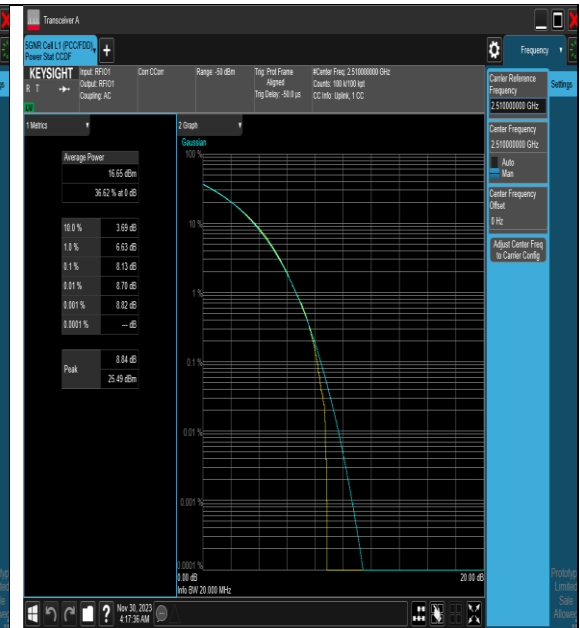 Transceiver A
5GNR Cell L1 (PCC/FDD),
Power Stat CCDF
+
Frequency
KEYSIGHT
R T
LXI
Input: RFIO1
Output: RFIO1
Coupling: AC
Corr CCorr
Range: -50 dBm
Trig: Prot Frame
Aligned
Trig Delay: -50.0 µs
#Center Freq: 2.510000000 GHz
Counts: 100 k/100 kpt
CC Info: Uplink, 1 CC
Carrier Reference
Frequency
2.510000000 GHz
Settings
Center Frequency
2.510000000 GHz
Auto
Man
Center Frequency
Offset
0 Hz
Adjust Center Freq
to Carrier Config
1 Metrics
Average Power
16.65 dBm
36.62 % at 0 dB
10.0 % 3.69 dB
1.0 % 6.63 dB
0.1 % 8.13 dB
0.01 % 8.70 dB
0.001 % 8.82 dB
0.0001 % --- dB
Peak 8.84 dB
25.49 dBm
2 Graph
Gaussian
100 %
10 %
1 %
0.1 %
0.01 %
0.001 %
0.0001 %
0.00 dB 20.00 dB
Info BW 20.000 MHz
Nov 30, 2023
4:17:36 AM
?